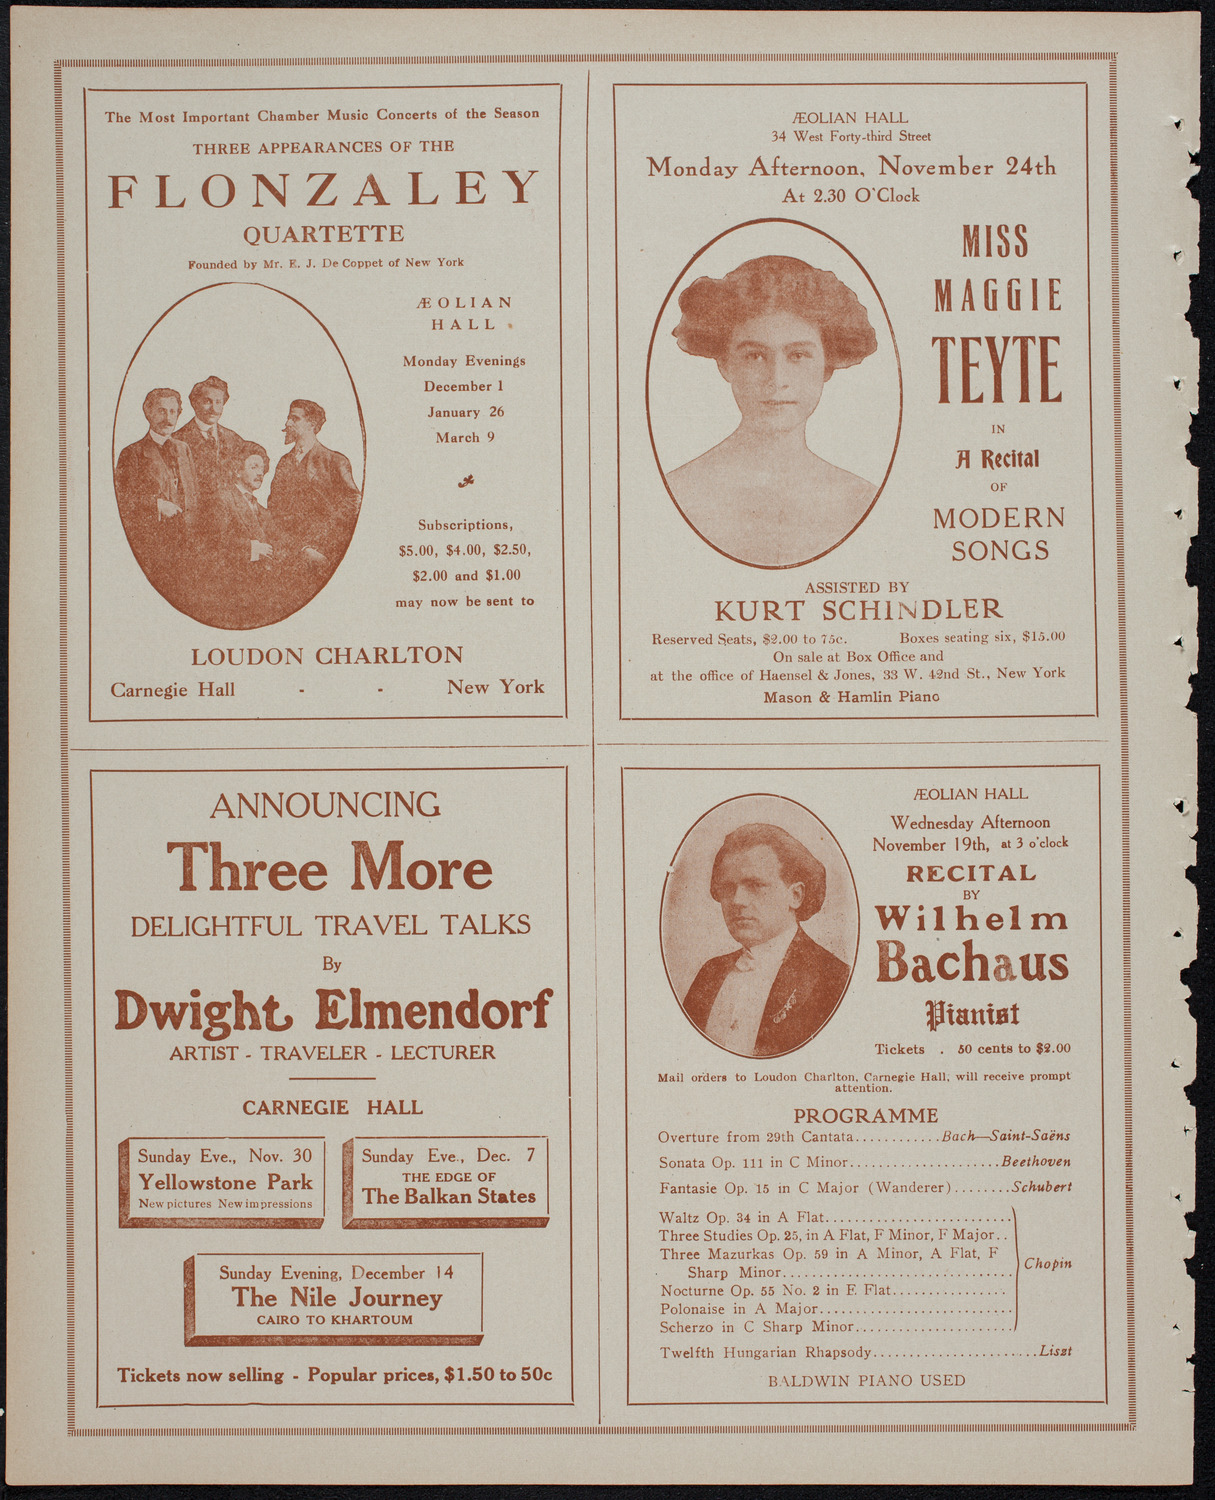 The Most Important Chamber Music Concerts of the Season
THREE APPEARANCES OF THE
FLONZALEY
QUARTETTE
Founded by Mr. E. J. De Coppet of New York
ÆOLIAN
HALL
Monday Evenings
December 1
January 26
March 9
Subscriptions,
$5.00, $4.00, $2.50,
$2.00 and $1.00
may now be sent to
LOUDON CHARLTON
Carnegie Hall - - New York
ÆOLIAN HALL
34 West Forty-third Street
Monday Afternoon, November 24th
At 2.30 O'Clock
MISS
MAGGIE
TEYTE
IN
A Recital
OF
MODERN
SONGS
ASSISTED BY
KURT SCHINDLER
Reserved Seats, $2.00 to 75c. Boxes seating six, $15.00
On sale at Box Office and
at the office of Haensel & Jones, 33 W. 42nd St., New York
Mason & Hamlin Piano
ANNOUNCING
Three More
DELIGHTFUL TRAVEL TALKS
By
Dwight Elmendorf
ARTIST - TRAVELER - LECTURER
CARNEGIE HALL
Sunday Eve., Nov. 30
Yellowstone Park
New pictures New impressions
Sunday Eve., Dec. 7
THE EDGE OF
The Balkan States
Sunday Evening, December 14
The Nile Journey
CAIRO TO KHARTOUM
Tickets now selling - Popular prices, $1.50 to 50c
ÆOLIAN HALL
Wednesday Afternoon
November 19th, at 3 o'clock
RECITAL
BY
Wilhelm
Bachaus
Pianist
Tickets . 50 cents to $2.00
Mail orders to Loudon Charlton, Carnegie Hall, will receive prompt
attention.
PROGRAMME
Overture from 29th Cantata............Bach—Saint-Saëns
Sonata Op. 111 in C Minor.....................Beethoven
Fantasie Op. 15 in C Major (Wanderer)........Schubert
Waltz Op. 34 in A Flat..........................
Three Studies Op. 25, in A Flat, F Minor, F Major..
Three Mazurkas Op. 59 in A Minor, A Flat, F
Sharp Minor................................
Chopin
Nocturne Op. 55 No. 2 in E Flat................
Polonaise in A Major...........................
Scherzo in C Sharp Minor......................
Twelfth Hungarian Rhapsody.......................Liszt
BALDWIN PIANO USED